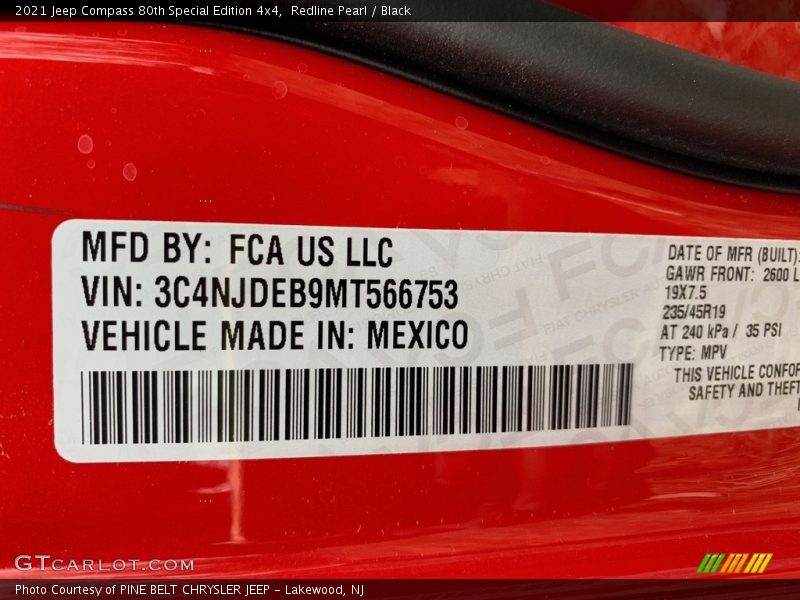 2021 Jeep Compass 80th Special Edition 4x4,  Redline Pearl / Black
MFD BY: FCA US LLC
VIN: 3C4NJDEB9MT566753
VEHICLE MADE IN: MEXICO
DATE OF MFR (BUILT):
GAWR FRONT: 2600 L
19X7.5
235/45R19
AT 240 kPa / 35 PSI
TYPE: MPV
THIS VEHICLE CONFOR
SAFETY AND THEFT
GTCARLOT.COM
Photo Courtesy of PINE BELT CHRYSLER JEEP - Lakewood, NJ